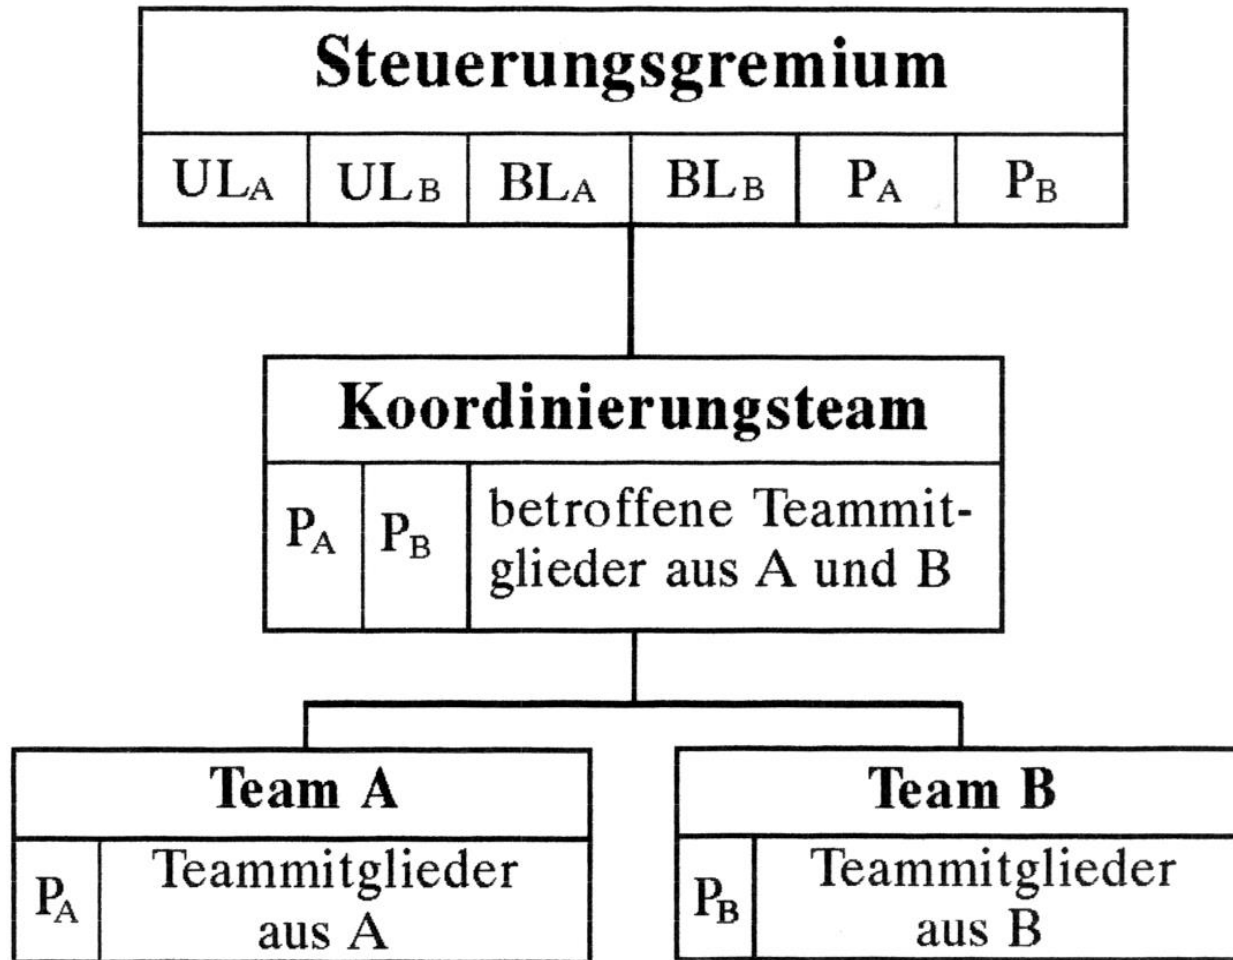 Steuerungsgremium
ULA ULB BLA BLB PA PB
Koordinierungsteam
PA PB betroffene Teammit-
glieder aus A und B
Team A
PA Teammitglieder
aus A
Team B
PB Teammitglieder
aus B